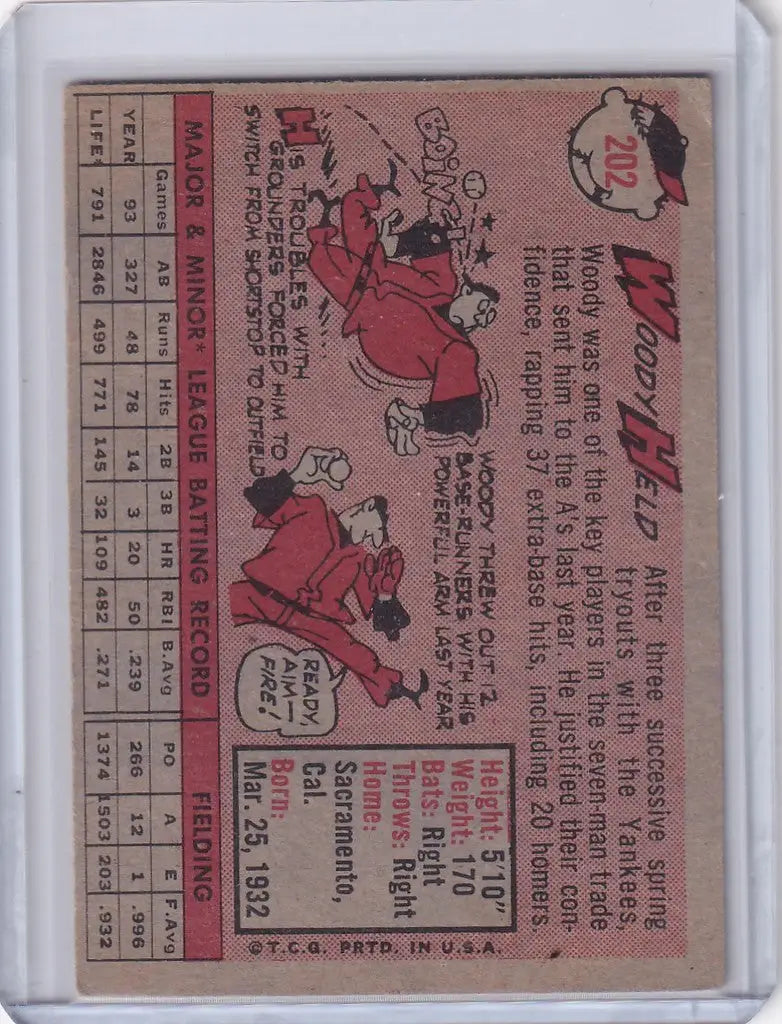 202
WOODY HELD
After three successive spring
tryouts with the Yankees,
Woody was one of the key players in the seven-man trade
that sent him to the A's last year. He justified their con-
fidence, rapping 37 extra-base hits, including 20 homers.
BOING!
HIS TROUBLES WITH
GROUNDERS FORCED HIM TO
SWITCH FROM SHORTSTOP TO OUTFIELD
WOODY THREW OUT 12
BASE-RUNNERS WITH HIS
POWERFUL ARM LAST YEAR
READY,
AIM—
FIRE!
Height: 5'10"
Weight: 170
Bats: Right
Throws: Right
Home:
Sacramento,
Cal.
Born:
Mar. 25, 1932
©T.C.G. PRTD. IN U.S.A.
MAJOR & MINOR* LEAGUE BATTING RECORD FIELDING
Games AB Runs Hits 2B 3B HR RBI B.Avg PO A E F.Avg
YEAR 93 327 48 78 14 3 20 50 .239 266 12 1 .996
LIFE* 791 2846 499 771 145 32 109 482 .271 1374 1503 203 .932